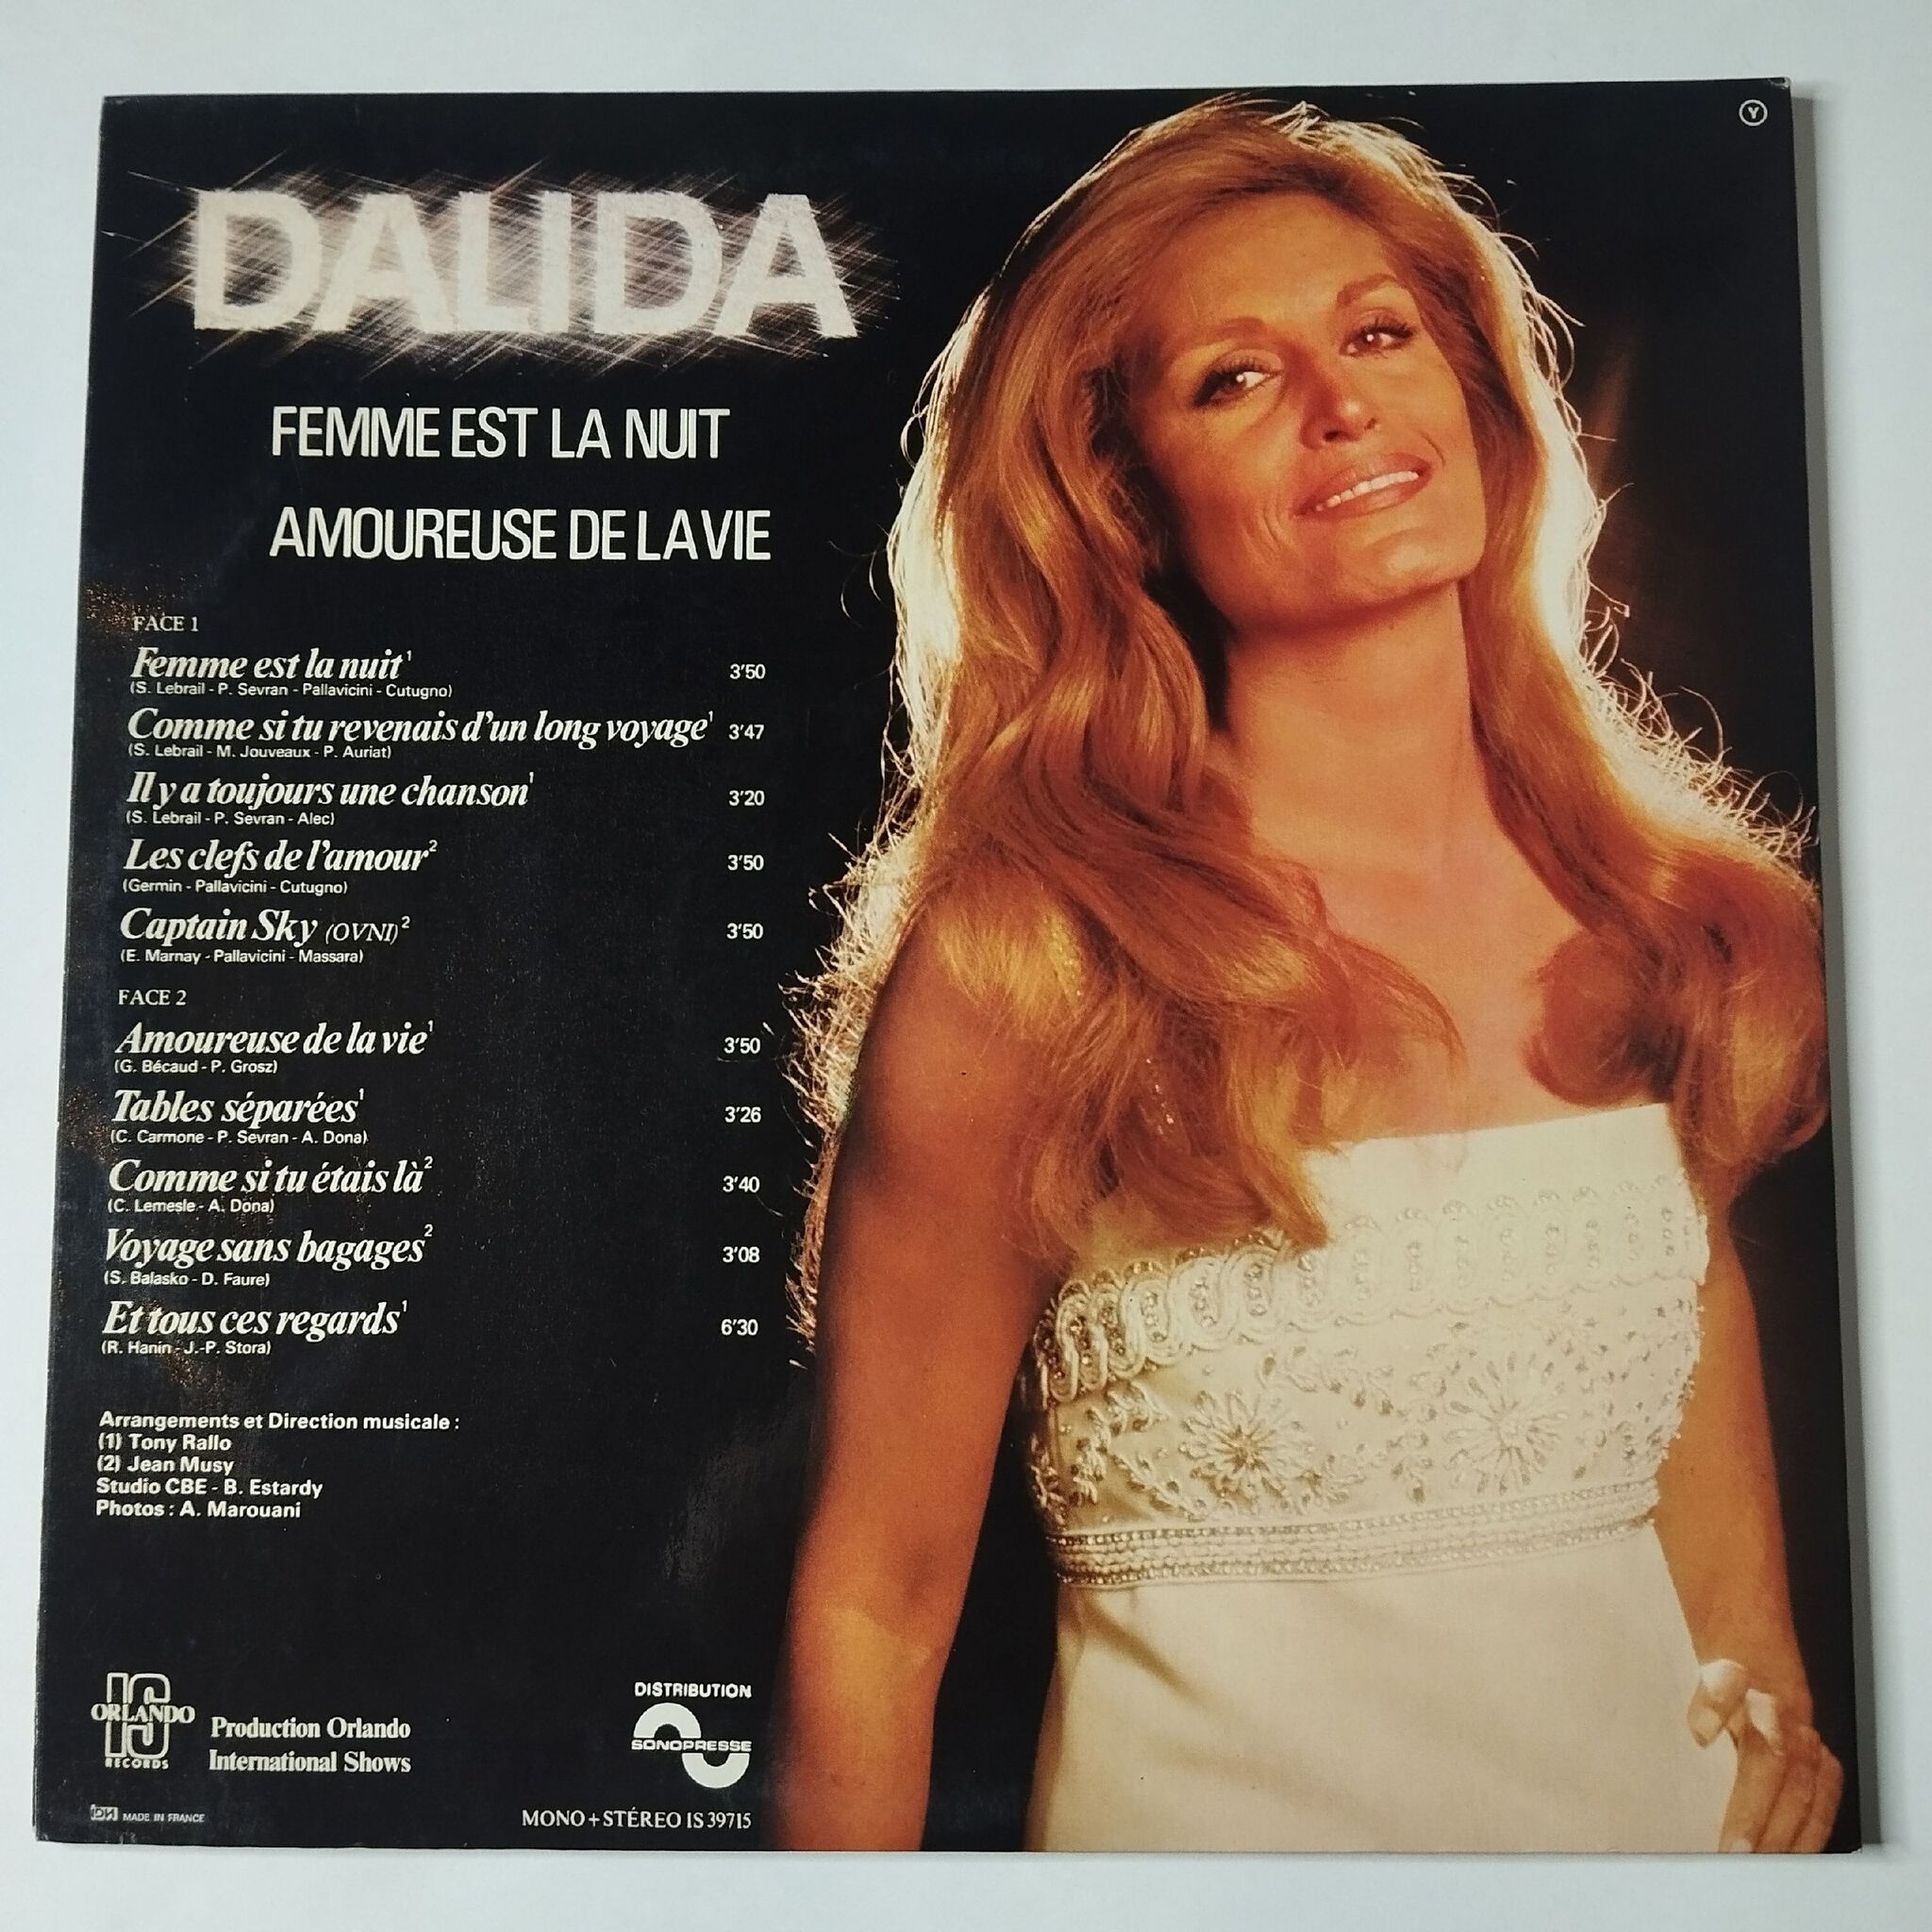 Y
DALIDA
FEMME EST LA NUIT
AMOUREUSE DE LA VIE
FACE 1
Femme est la nuit¹ 3'50
(S. Lebrail - P. Sevran - Pallavicini - Cutugno)
Comme si tu revenais d'un long voyage¹ 3'47
(S. Lebrail - M. Jouveaux - P. Auriat)
Il y a toujours une chanson¹ 3'20
(S. Lebrail - P. Sevran - Alec)
Les clefs de l'amour² 3'50
(Germin - Pallavicini - Cutugno)
Captain Sky (OVNI)² 3'50
(E. Marnay - Pallavicini - Massara)
FACE 2
Amoureuse de la vie¹ 3'50
(G. Bécaud - P. Grosz)
Tables séparées¹ 3'26
(C. Carmone - P. Sevran - A. Dona)
Comme si tu étais là² 3'40
(C. Lemesle - A. Dona)
Voyage sans bagages² 3'08
(S. Balasko - D. Faure)
Et tous ces regards¹ 6'30
(R. Hanin - J.-P. Stora)
Arrangements et Direction musicale :
(1) Tony Rallo
(2) Jean Musy
Studio CBE - B. Estardy
Photos : A. Marouani
IS
ORLANDO
RECORDS
Production Orlando
International Shows
DISTRIBUTION
SONOPRESSE
MADE IN FRANCE
MONO + STÉREO IS 39715